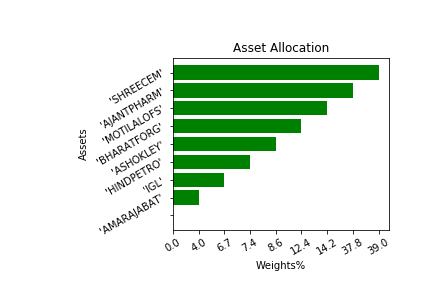 Asset Allocation
'SHREECEM'
'AJANTPHARM'
'MOTILALOFS'
'BHARATFORG'
'ASHOKLEY'
'HINDPETRO'
'IGL'
'AMARAJABAT'
Assets
0.0 4.0 6.7 7.4 8.6 12.4 14.2 37.8 39.0
Weights%